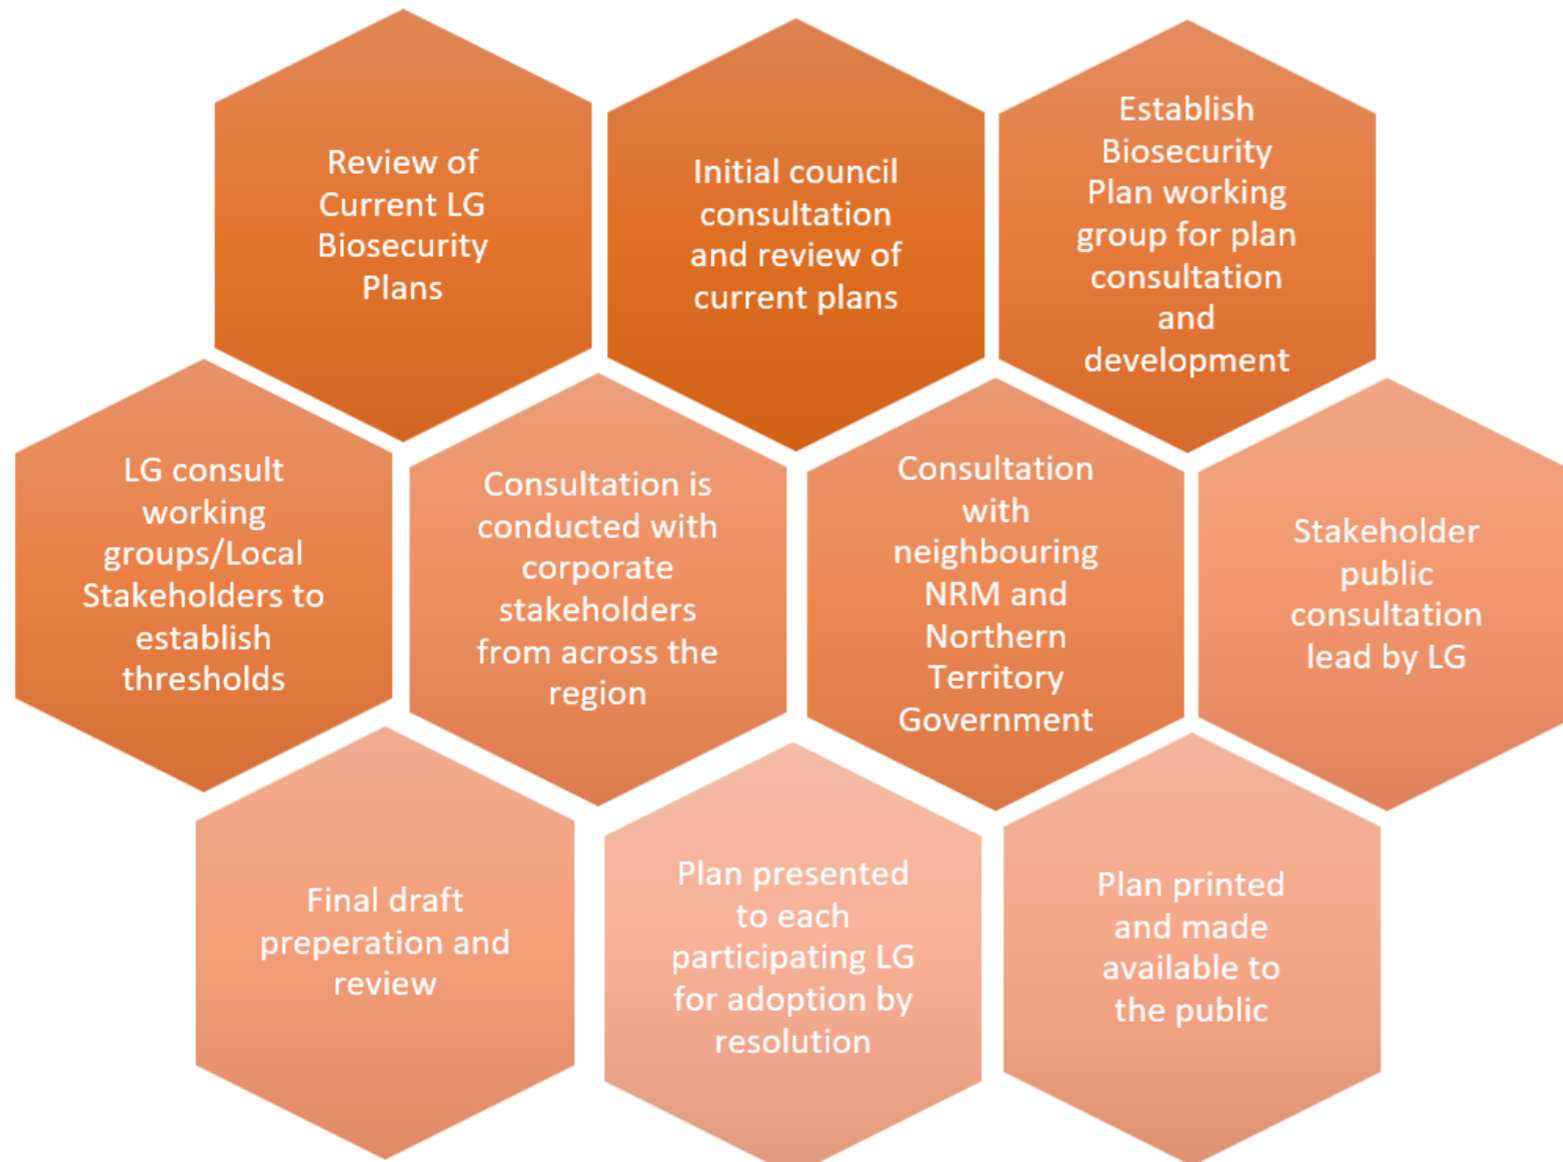 Review of
Current LG
Biosecurity
Plans
Initial council
consultation
and review of
current plans
Establish
Biosecurity
Plan working
group for plan
consultation
and
development
LG consult
working
groups/Local
Stakeholders to
establish
thresholds
Consultation is
conducted with
corporate
stakeholders
from across the
region
Consultation
with
neighbouring
NRM and
Northern
Territory
Government
Stakeholder
public
consultation
lead by LG
Final draft
preperation and
review
Plan presented
to each
participating LG
for adoption by
resolution
Plan printed
and made
available to
the public